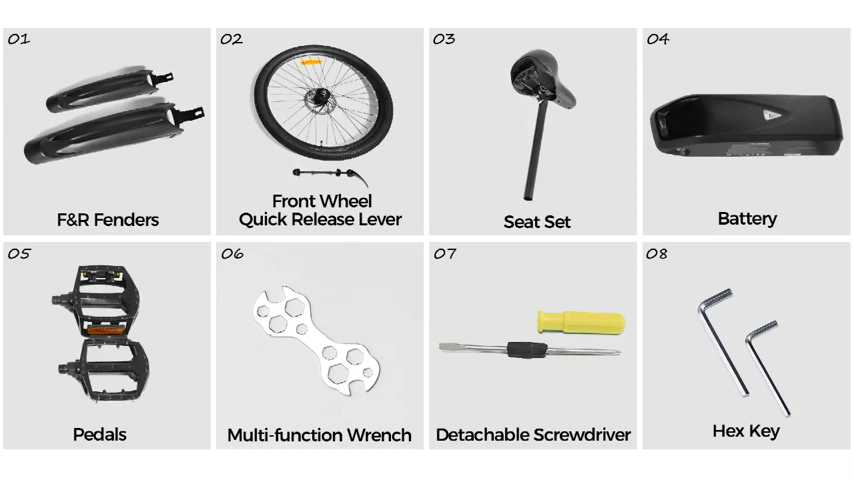 01
02
03
04
F&R Fenders
Front Wheel
Quick Release Lever
Seat Set
Battery
05
06
07
08
Pedals
Multi-function Wrench
Detachable Screwdriver
Hex Key